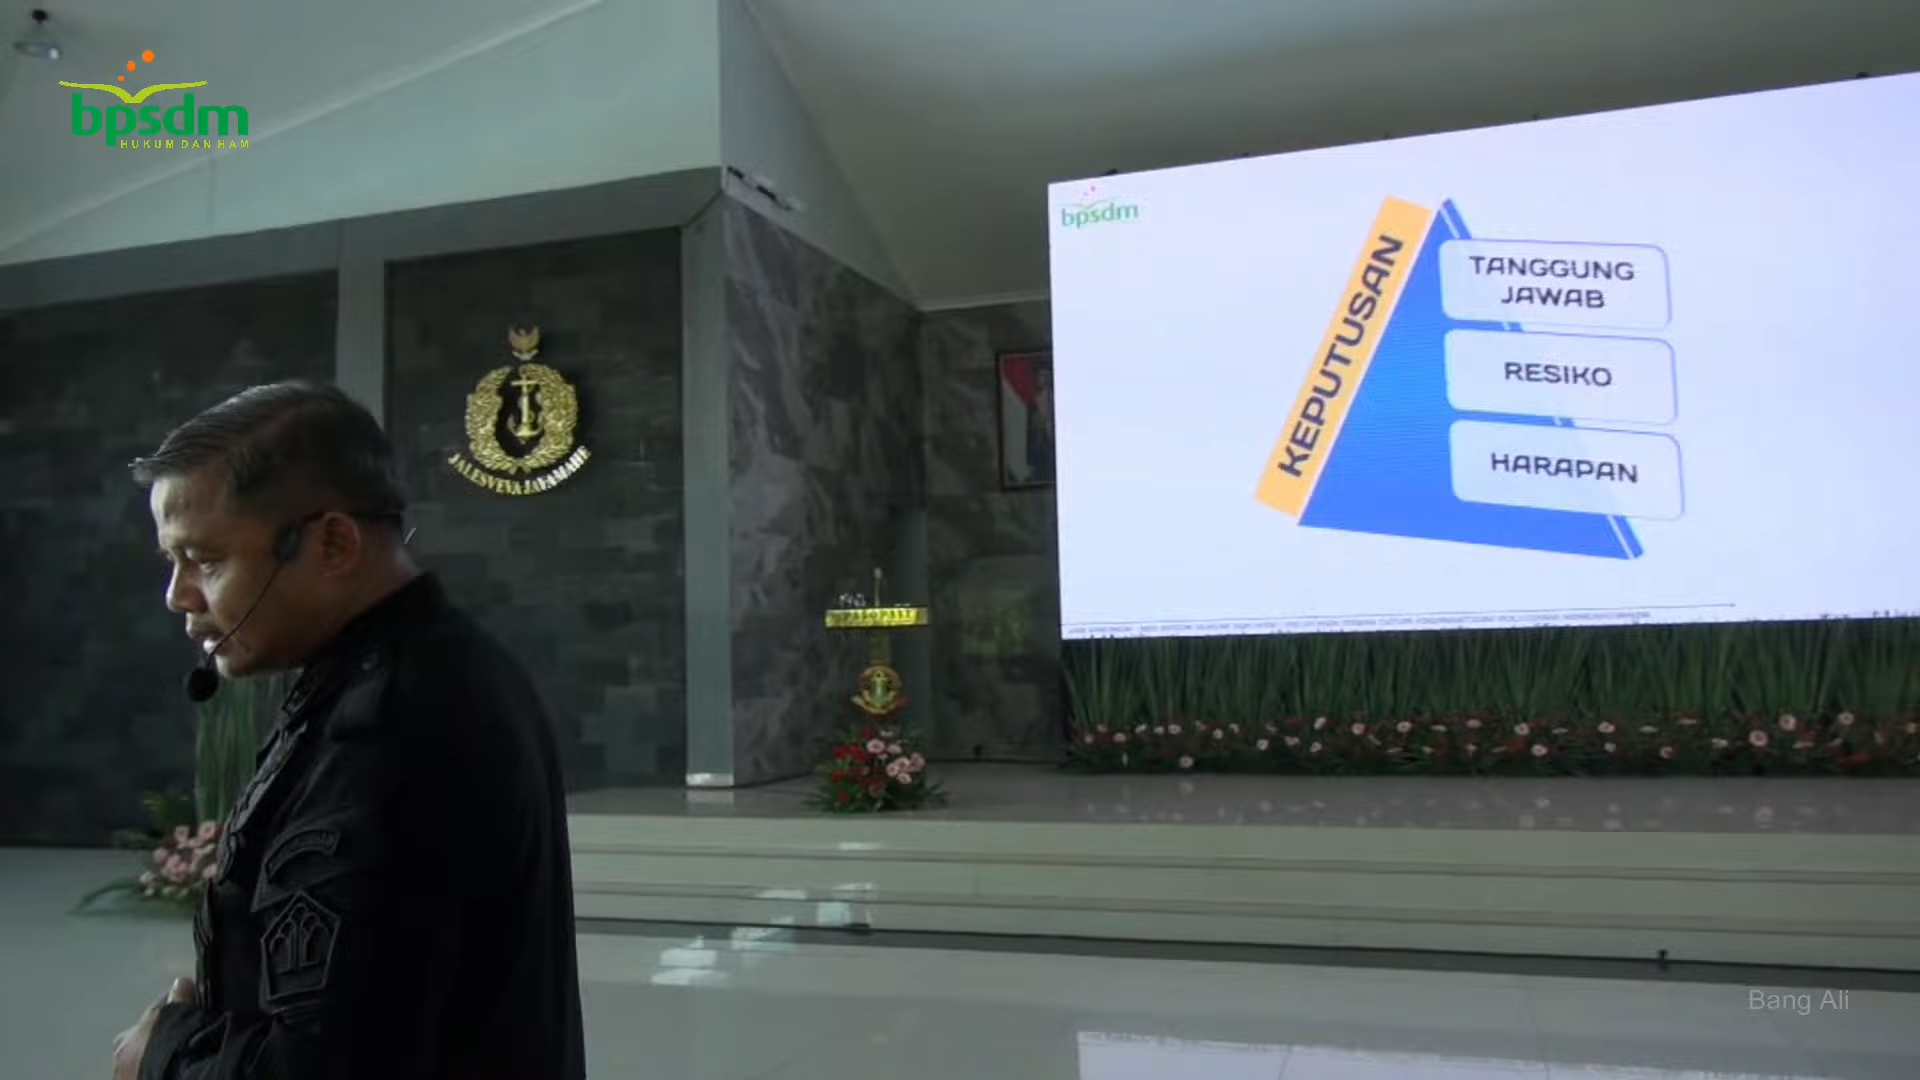 bpsdm
HUKUM DAN HAM
JALESVEVA JAYAMAHE
bpsdm
KEPUTUSAN
TANGGUNG
JAWAB
RESIKO
HARAPAN
Bang Ali